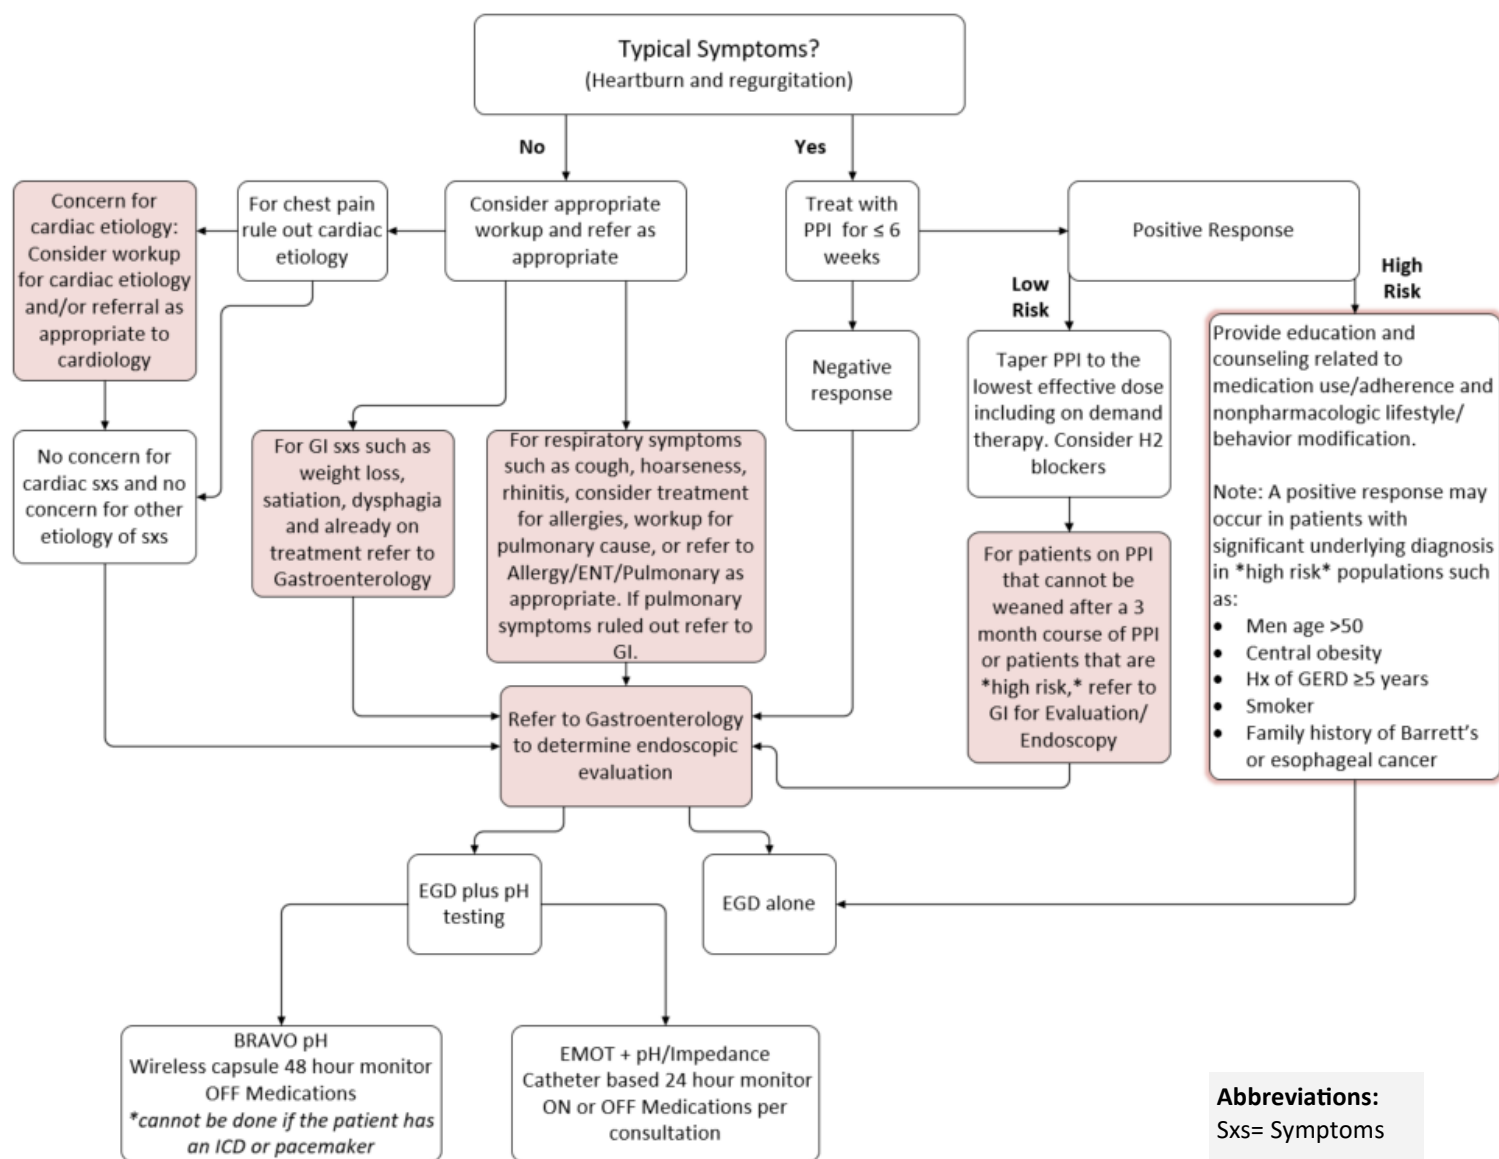 Typical Symptoms?
(Heartburn and regurgitation)
No
Yes
Concern for
cardiac etiology:
Consider workup
for cardiac etiology
and/or referral as
appropriate to
cardiology
For chest pain
rule out cardiac
etiology
Consider appropriate
workup and refer as
appropriate
Treat with
PPI for ≤ 6
weeks
Positive Response
Low
Risk
High
Risk
No concern for
cardiac sxs and no
concern for other
etiology of sxs
For GI sxs such as
weight loss,
satiation, dysphagia
and already on
treatment refer to
Gastroenterology
For respiratory symptoms
such as cough, hoarseness,
rhinitis, consider treatment
for allergies, workup for
pulmonary cause, or refer to
Allergy/ENT/Pulmonary as
appropriate. If pulmonary
symptoms ruled out refer to
GI.
Negative
response
Taper PPI to the
lowest effective dose
including on demand
therapy. Consider H2
blockers
For patients on PPI
that cannot be
weaned after a 3
month course of PPI
or patients that are
*high risk,* refer to
GI for Evaluation/
Endoscopy
Provide education and
counseling related to
medication use/adherence and
nonpharmacologic lifestyle/
behavior modification.
Note: A positive response may
occur in patients with
significant underlying diagnosis
in *high risk* populations such
as:
• Men age >50
• Central obesity
• Hx of GERD ≥5 years
• Smoker
• Family history of Barrett's
or esophageal cancer
Refer to Gastroenterology
to determine endoscopic
evaluation
EGD plus pH
testing
EGD alone
BRAVO pH
Wireless capsule 48 hour monitor
OFF Medications
*cannot be done if the patient has
an ICD or pacemaker
EMOT + pH/Impedance
Catheter based 24 hour monitor
ON or OFF Medications per
consultation
Abbreviations:
Sxs= Symptoms